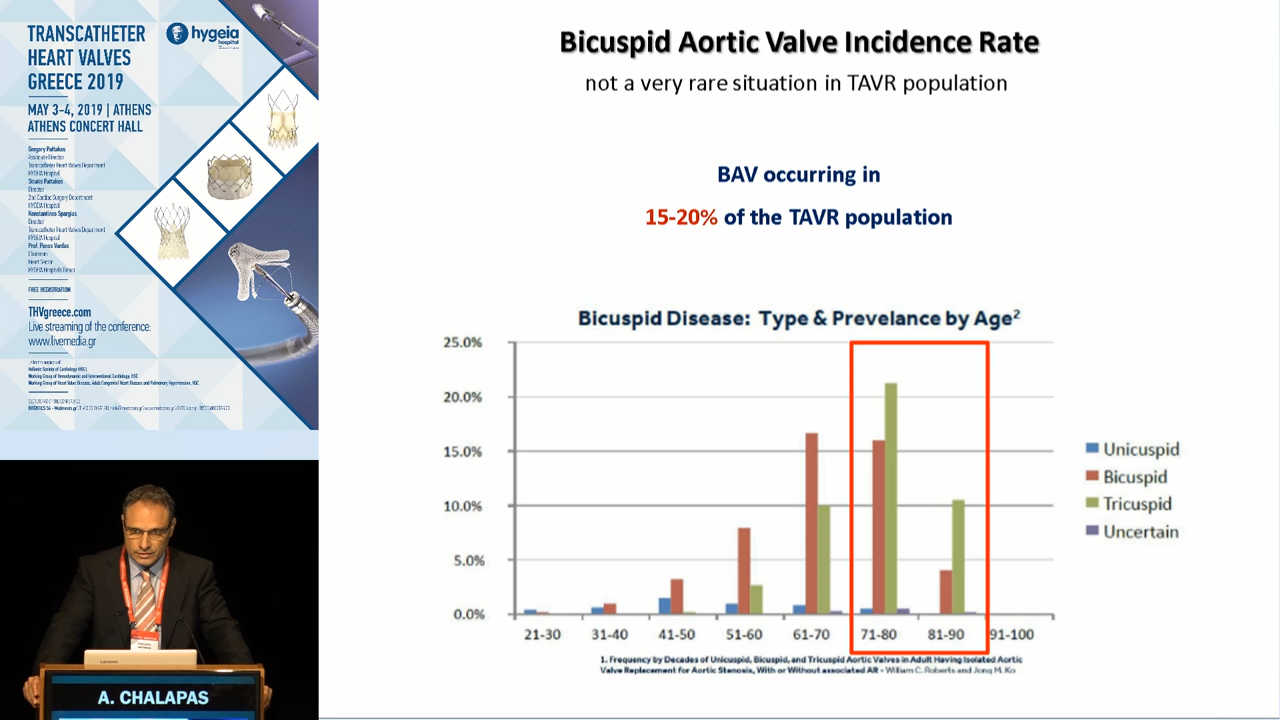 TRANSCATHETER
HEART VALVES
GREECE 2019
hygeia
hospital
MAY 3-4, 2019 | ATHENS
ATHENS CONCERT HALL
Gregory Pattakos
Associate Director
Transcatheter Heart Valves Department
HYGEIA Hospital
Stratis Pattakos
Director
2nd Cardiac Surgery Department
HYGEIA Hospital
Konstantinos Spargias
Director
Transcatheter Heart Valves Department
HYGEIA Hospital
Prof. Panos Vardas
Chairman
Heart Sector
HYGEIA Hospitals Group
FREE REGISTRATION
THVgreece.com
Live streaming of the conference:
www.livemedia.gr
Hellenic Society of Cardiology (HSC)
Working Group of Hemodynamic and Interventional Cardiology, HSC
Working Group of Heart Valve Disease, Adult Congenital Heart Disease and Pulmonary Hypertension, HSC
A. CHALAPAS
Bicuspid Aortic Valve Incidence Rate
not a very rare situation in TAVR population
BAV occurring in
15-20% of the TAVR population
Bicuspid Disease: Type & Prevelance by Age2
25.0%
20.0%
15.0%
10.0%
5.0%
0.0%
21-30 31-40 41-50 51-60 61-70 71-80 81-90 91-100
Unicuspid
Bicuspid
Tricuspid
Uncertain
1. Frequency by Decades of Unicuspid, Bicuspid, and Tricuspid Aortic Valves in Adult Having Isolated Aortic
Valve Replacement for Aortic Stenosis, With or Without associated AR - William C. Roberts and Jong M. Ko